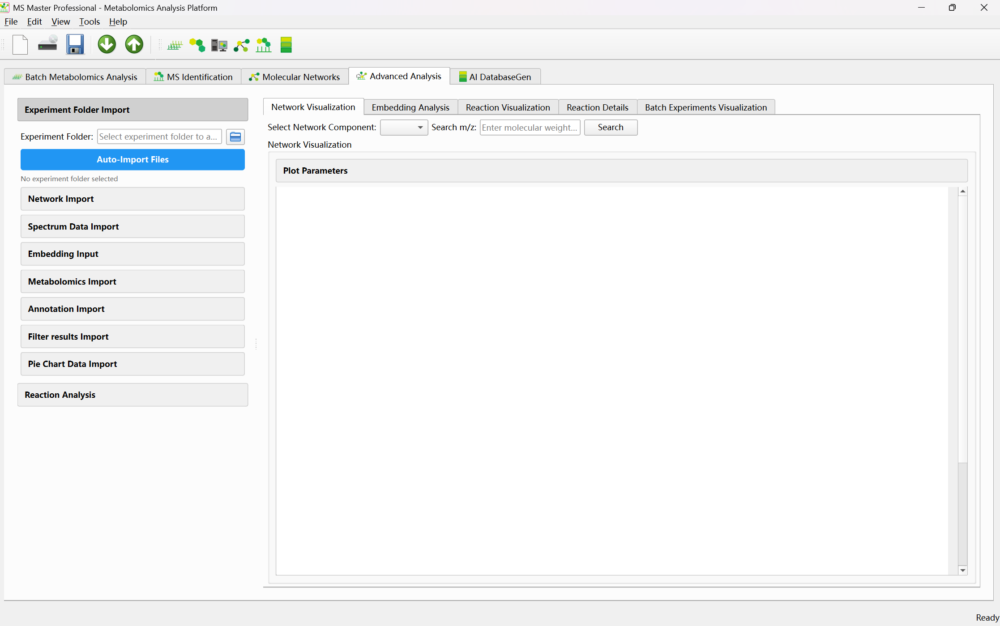 MS Master Professional - Metabolomics Analysis Platform
File Edit View Tools Help
Batch Metabolomics Analysis MS Identification Molecular Networks Advanced Analysis AI DatabaseGen
Experiment Folder Import
Experiment Folder: Select experiment folder to a...
Auto-Import Files
No experiment folder selected
Network Import
Spectrum Data Import
Embedding Input
Metabolomics Import
Annotation Import
Filter results Import
Pie Chart Data Import
Reaction Analysis
Network Visualization Embedding Analysis Reaction Visualization Reaction Details Batch Experiments Visualization
Select Network Component: Search m/z: Enter molecular weight... Search
Network Visualization
Plot Parameters
Ready